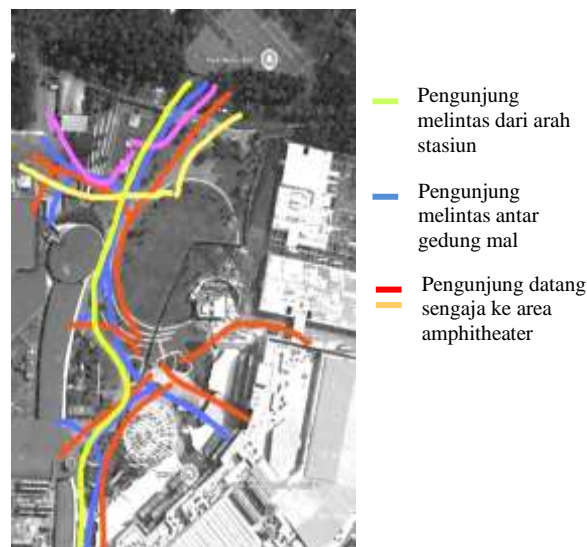 Pengunjung
melintas dari arah
stasiun
Pengunjung
melintas antar
gedung mal
Pengunjung datang
sengaja ke area
amphitheater